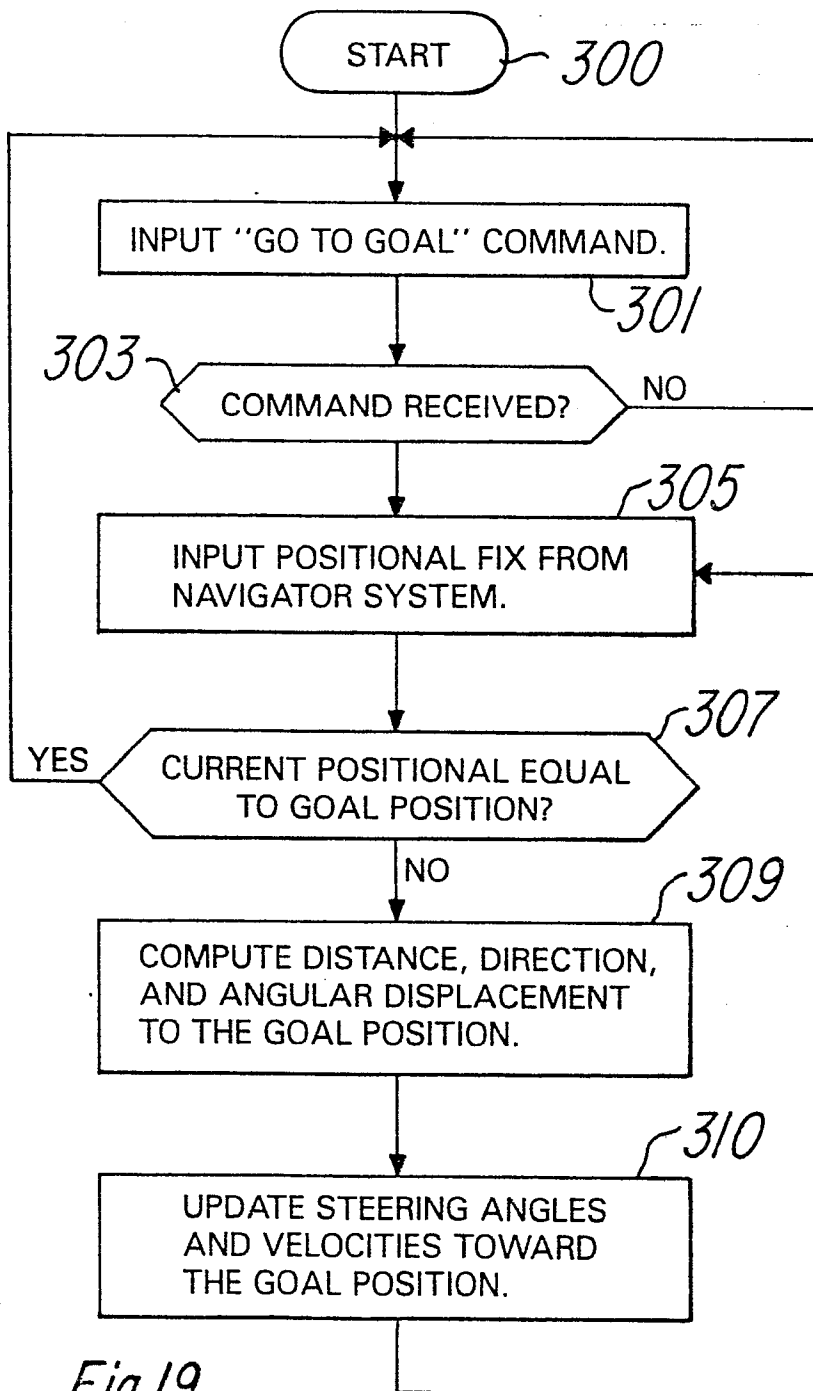 START
300
INPUT "GO TO GOAL" COMMAND.
301
303
COMMAND RECEIVED?
NO
305
INPUT POSITIONAL FIX FROM
NAVIGATOR SYSTEM.
307
YES
CURRENT POSITIONAL EQUAL
TO GOAL POSITION?
NO
309
COMPUTE DISTANCE, DIRECTION,
AND ANGULAR DISPLACEMENT
TO THE GOAL POSITION.
310
UPDATE STEERING ANGLES
AND VELOCITIES TOWARD
THE GOAL POSITION.
Fig.19